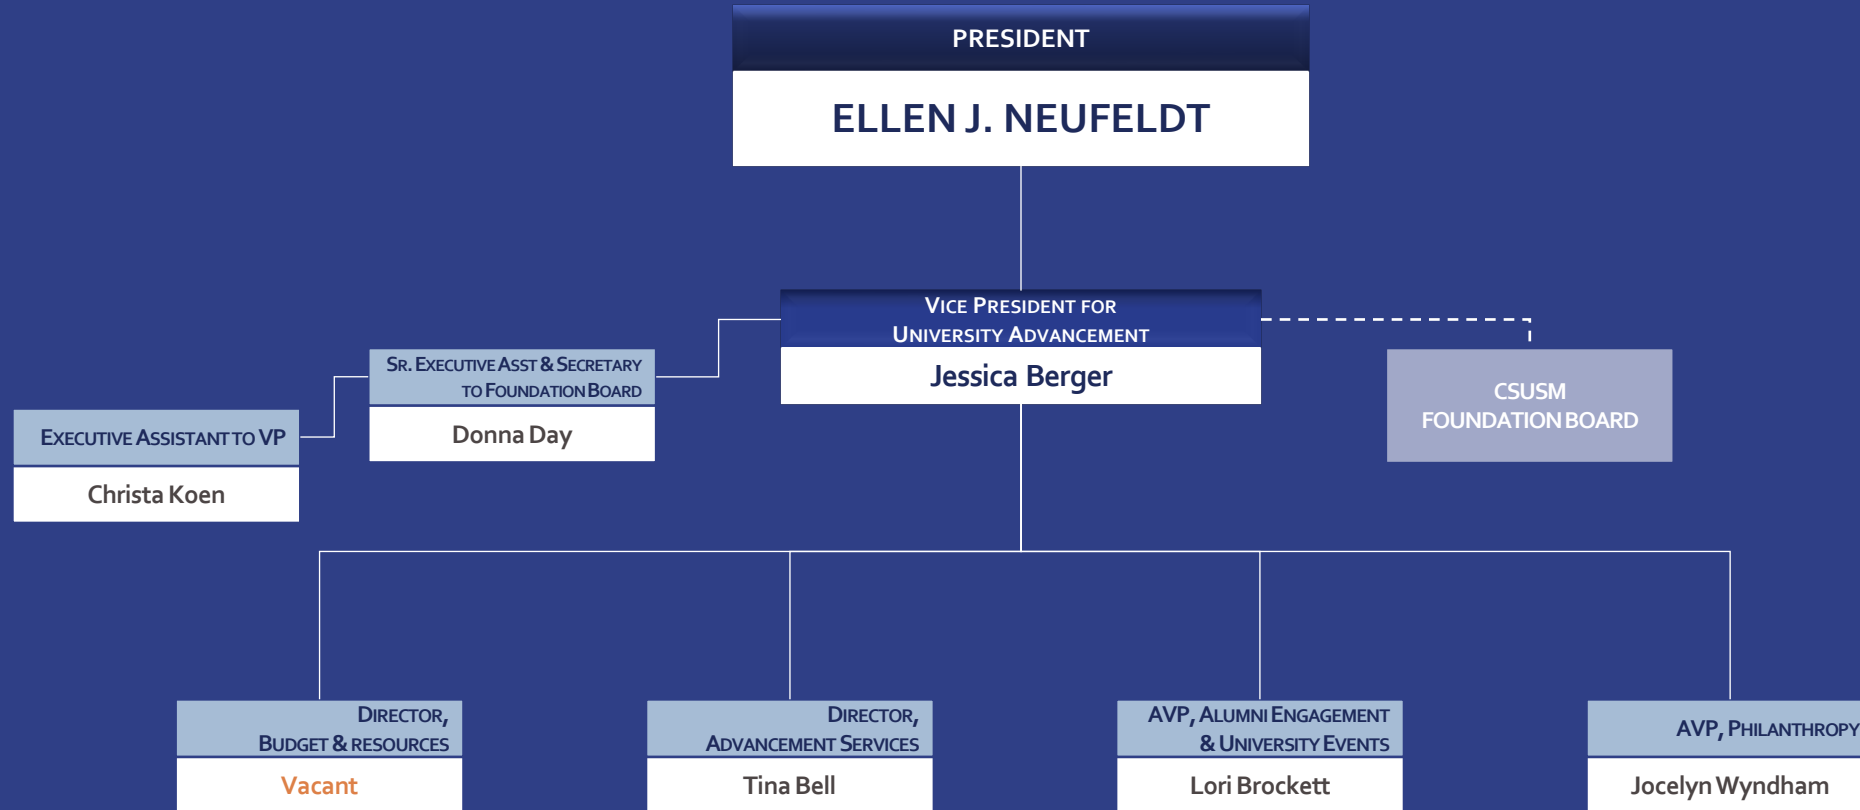 PRESIDENT
ELLEN J. NEUFELDT
VICE PRESIDENT FOR
UNIVERSITY ADVANCEMENT
Jessica Berger
SR. EXECUTIVE ASST & SECRETARY
TO FOUNDATION BOARD
Donna Day
EXECUTIVE ASSISTANT TO VP
Christa Koen
CSUSM
FOUNDATION BOARD
DIRECTOR,
BUDGET & RESOURCES
Vacant
DIRECTOR,
ADVANCEMENT SERVICES
Tina Bell
AVP, ALUMNI ENGAGEMENT
& UNIVERSITY EVENTS
Lori Brockett
AVP, PHILANTHROPY
Jocelyn Wyndham